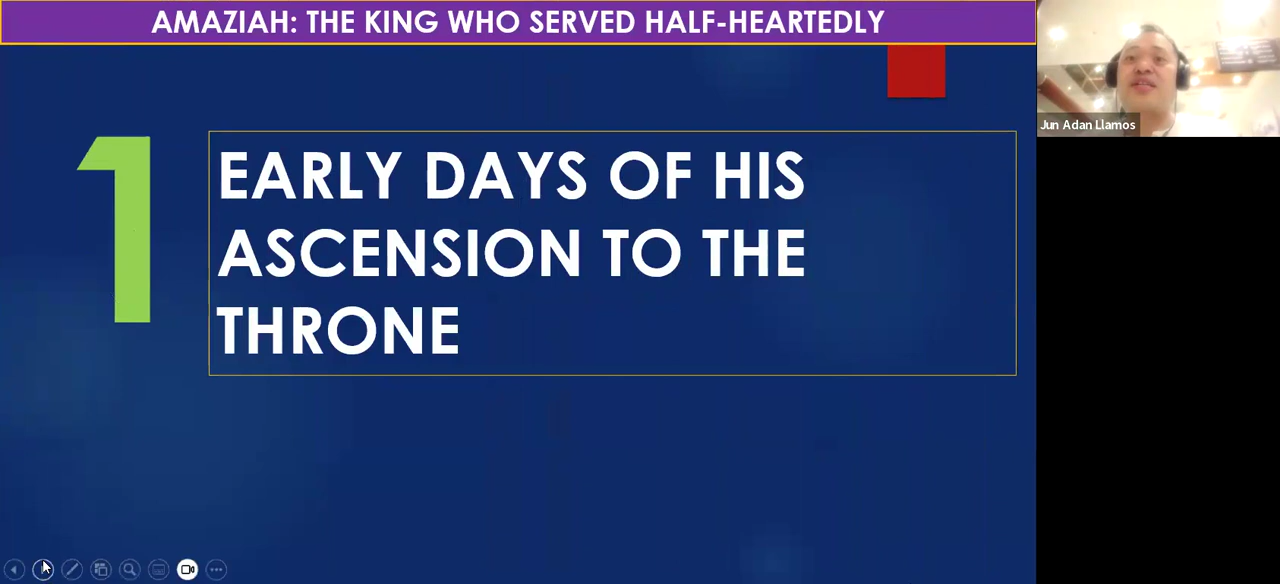 AMAZIAH: THE KING WHO SERVED HALF-HEARTEDLY
1
EARLY DAYS OF HIS
ASCENSION TO THE
THRONE
Jun Adan Llamos